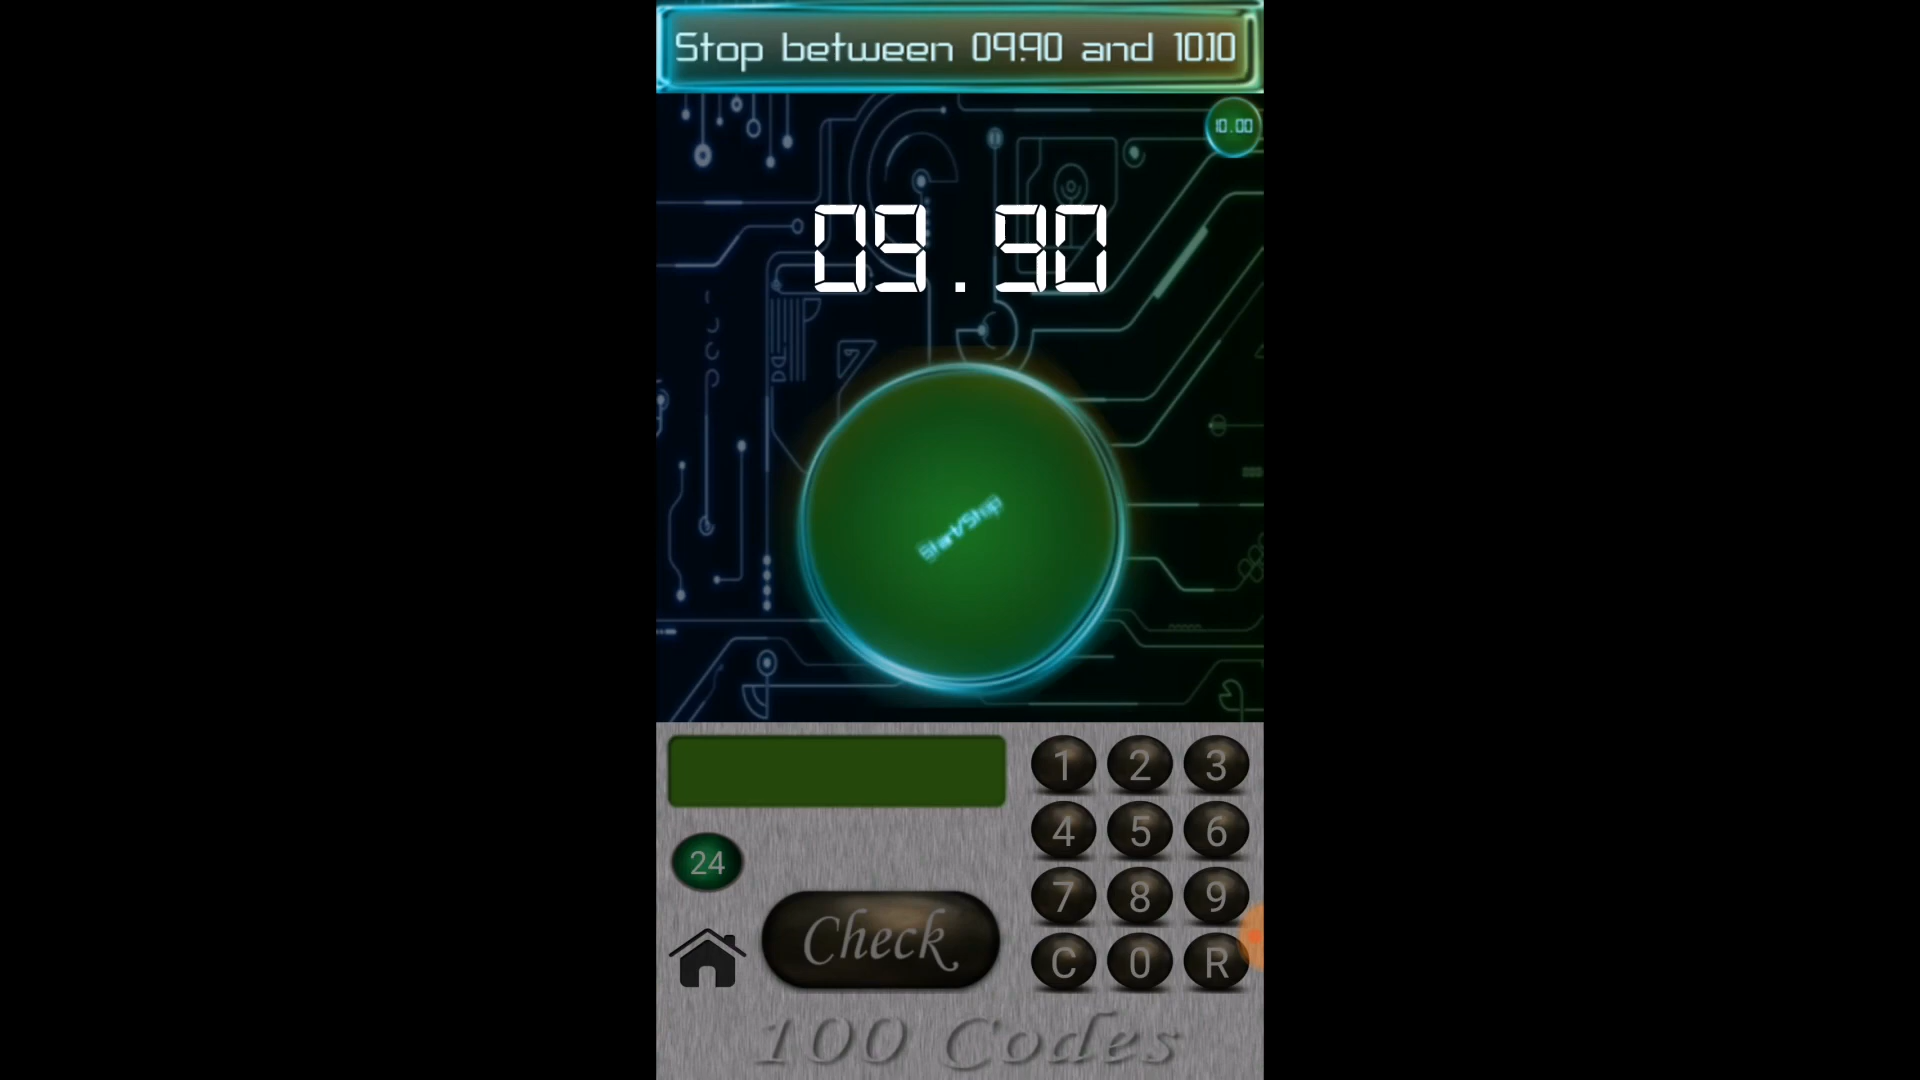 Stop between 09.90 and 10.10
10.00
09.90
Start/Stop
1 2 3
4 5 6
24
7 8 9
Check
C 0 R
100 Codes